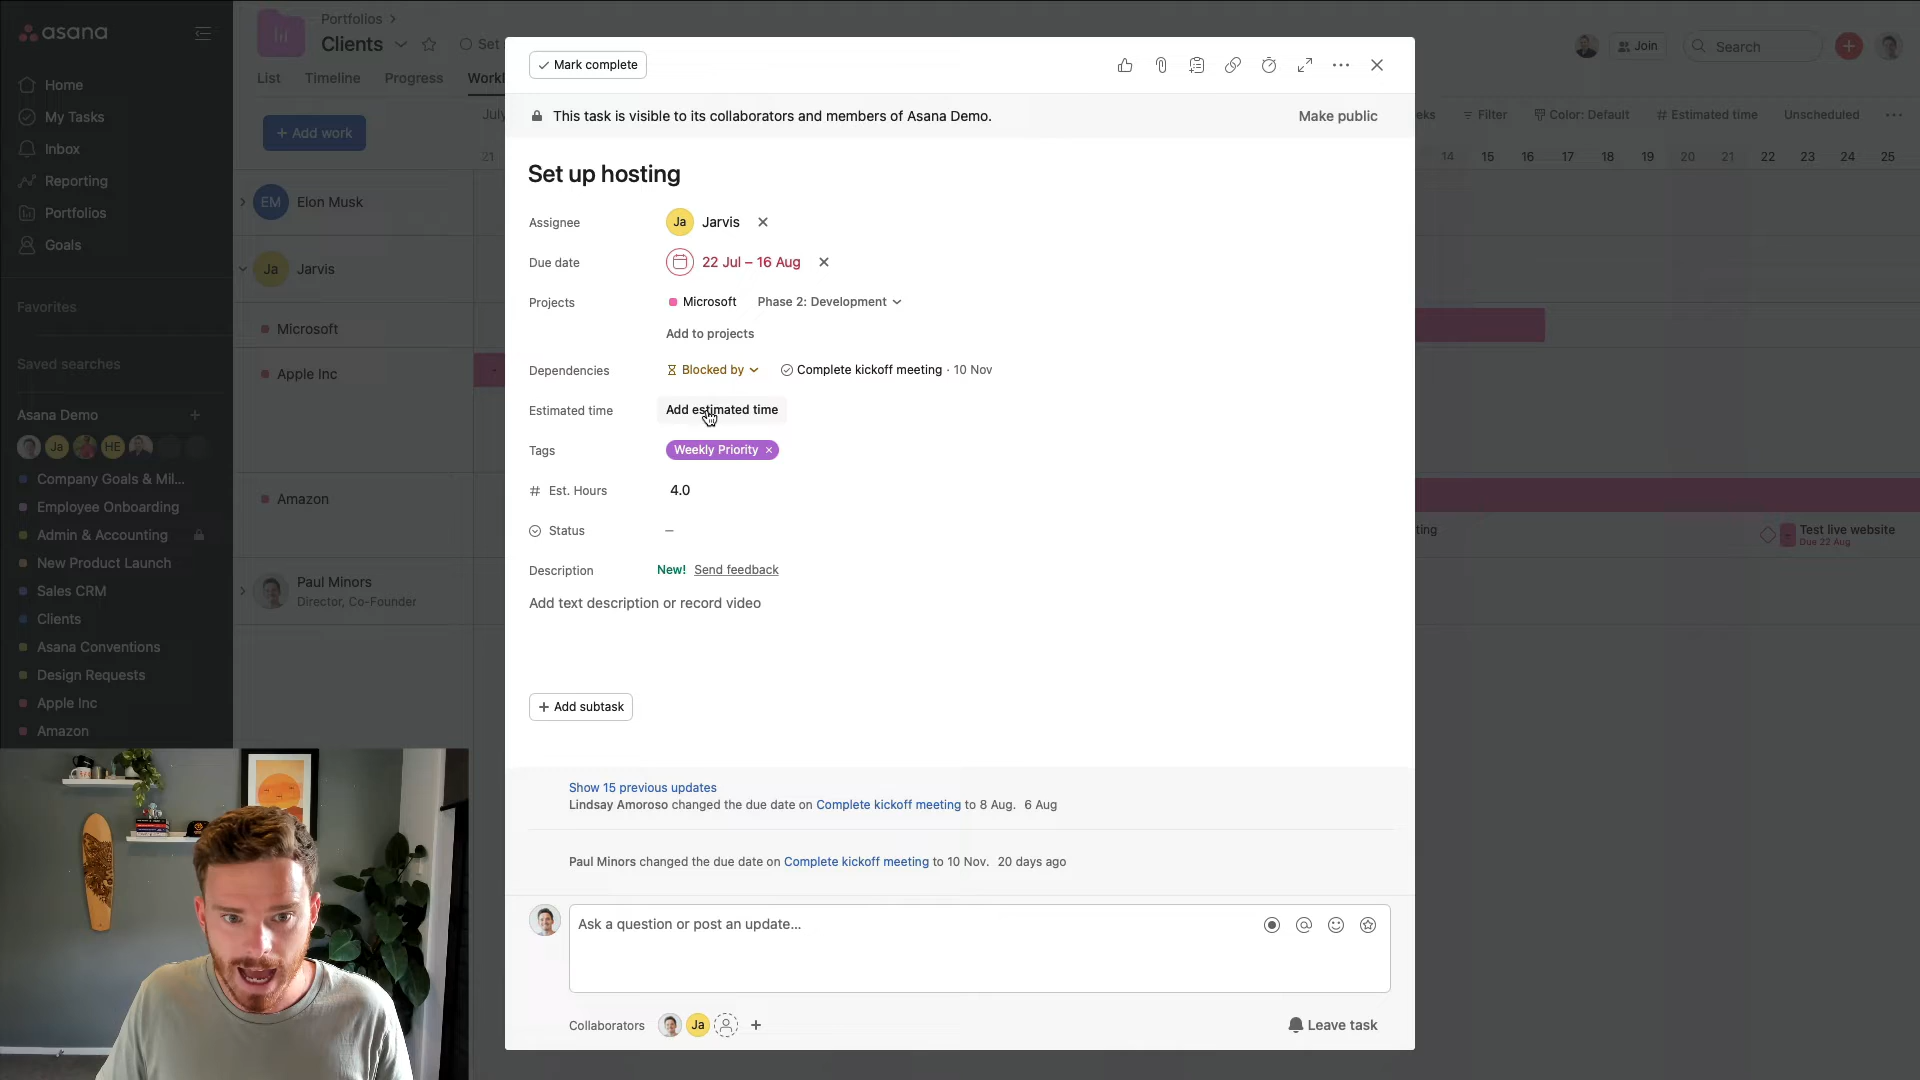 asana
Home
My Tasks
Inbox
Reporting
Portfolios
Goals
Favorites
Saved searches
Asana Demo
Ja
HE
Company Goals & Mil...
Employee Onboarding
Admin & Accounting
New Product Launch
Sales CRM
Clients
Asana Conventions
Design Requests
Apple Inc
Amazon
Portfolios
Clients
Set
List
Timeline
Progress
Workl
Add work
July
21
EM Elon Musk
Ja Jarvis
Microsoft
Apple Inc
Amazon
Paul Minors
Director, Co-Founder
Mark complete
This task is visible to its collaborators and members of Asana Demo.
Make public
Set up hosting
Assignee
Ja Jarvis
Due date
22 Jul – 16 Aug
Projects
Microsoft Phase 2: Development
Add to projects
Dependencies
Blocked by
Complete kickoff meeting · 10 Nov
Estimated time
Add estimated time
Tags
Weekly Priority ×
# Est. Hours
4.0
Status
–
Description
New! Send feedback
Add text description or record video
+ Add subtask
Show 15 previous updates
Lindsay Amoroso changed the due date on Complete kickoff meeting to 8 Aug. 6 Aug
Paul Minors changed the due date on Complete kickoff meeting to 10 Nov. 20 days ago
Ask a question or post an update...
Collaborators
Ja
Leave task
Join
Search
eks
Filter
Color: Default
# Estimated time
Unscheduled
14 15 16 17 18 19 20 21 22 23 24 25
ting
Test live website
Due 22 Aug